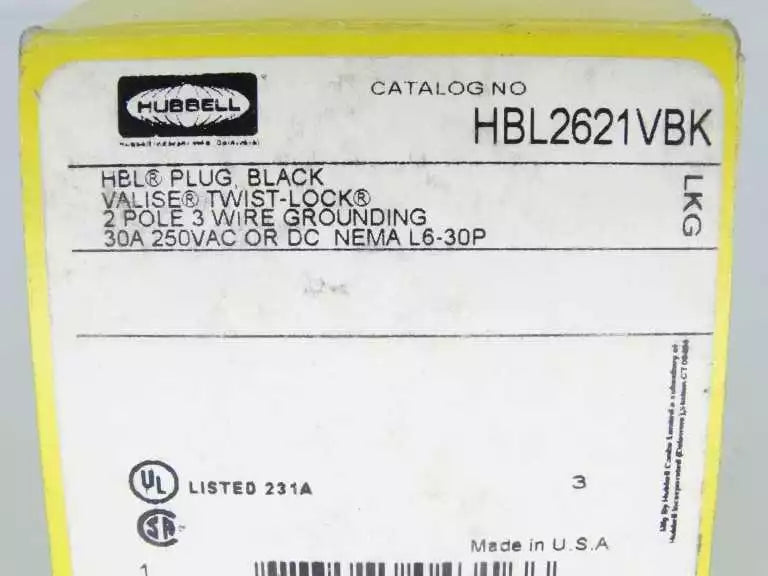 HUBBELL
CATALOG NO
HBL2621VBK
HBL® PLUG, BLACK
VALISE® TWIST-LOCK®
2 POLE 3 WIRE GROUNDING
30A 250VAC OR DC NEMA L6-30P
LKG
UL LISTED 231A
3
SA
Made in U.S.A
1